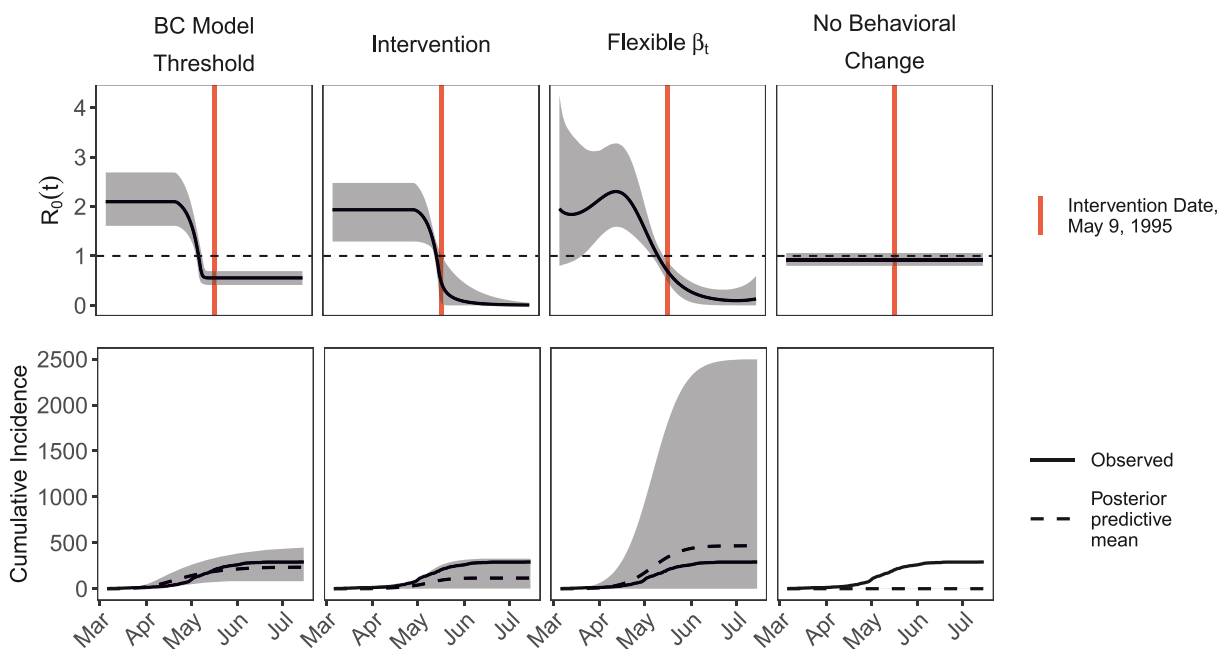 BC Model
Threshold
Intervention
Flexible βt
No Behavioral
Change
R0(t)
4
3
2
1
0
Intervention Date,
May 9, 1995
Cumulative Incidence
2500
2000
1500
1000
500
0
Observed
Posterior
predictive
mean
Mar Apr May Jun Jul
Mar Apr May Jun Jul
Mar Apr May Jun Jul
Mar Apr May Jun Jul